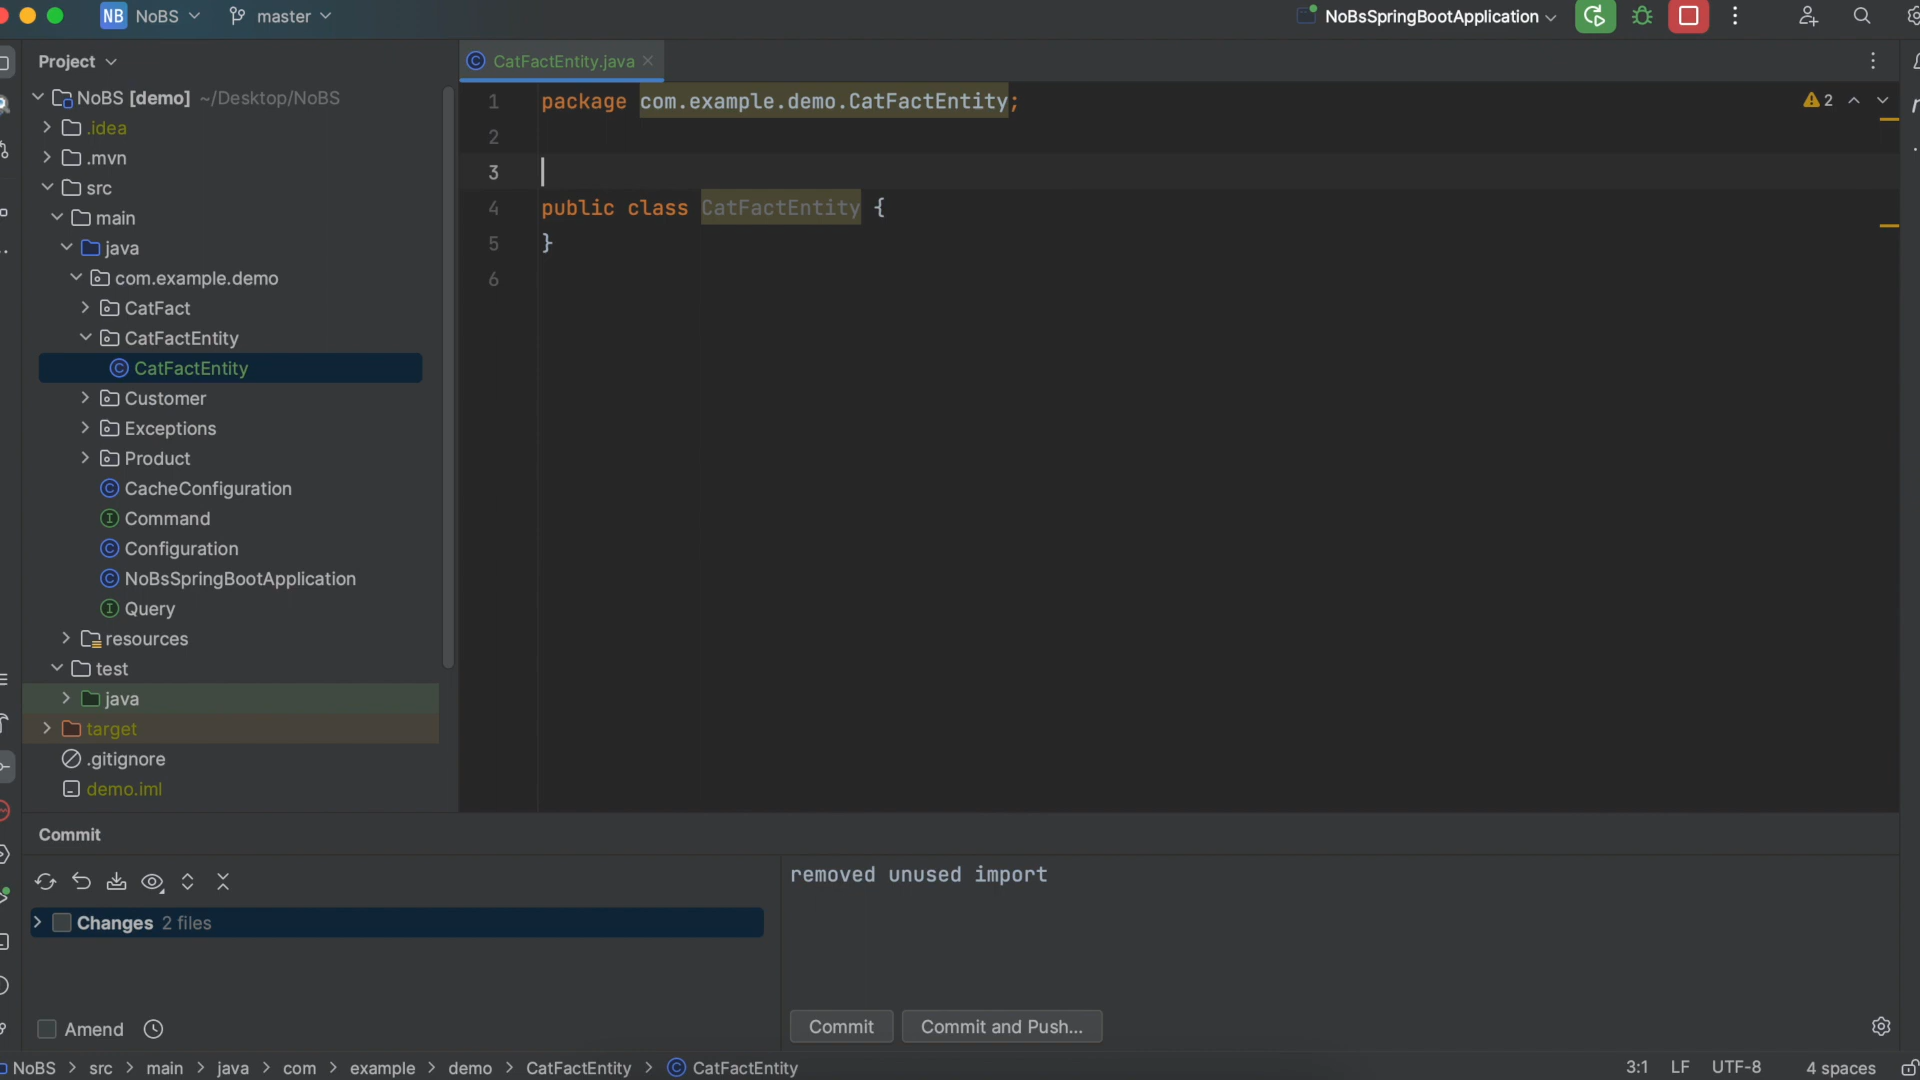 NB NoBS master NoBsSpringBootApplication
Project
CatFactEntity.java
NoBS [demo] ~/Desktop/NoBS
.idea
.mvn
src
main
java
com.example.demo
CatFact
CatFactEntity
CatFactEntity
Customer
Exceptions
Product
CacheConfiguration
Command
Configuration
NoBsSpringBootApplication
Query
resources
test
java
target
.gitignore
demo.iml
1 package com.example.demo.CatFactEntity;
2
3
4 public class CatFactEntity {
5 }
6
2
Commit
Changes 2 files
removed unused import
Amend
Commit Commit and Push...
NoBS > src > main > java > com > example > demo > CatFactEntity > CatFactEntity
3:1 LF UTF-8 4 spaces